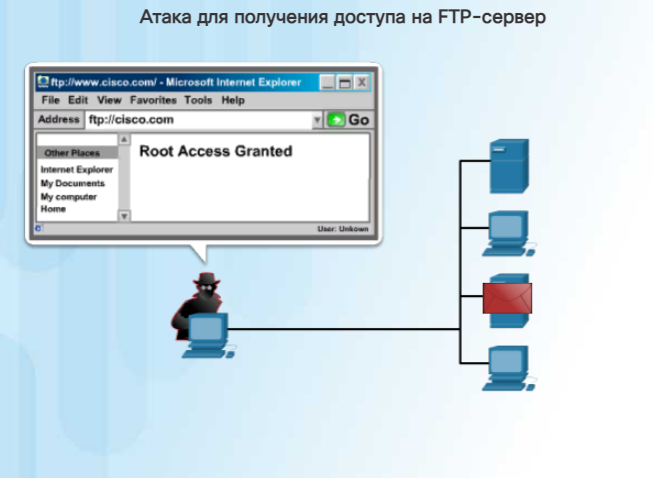 Атака для получения доступа на FTP-сервер
ftp://www.cisco.com/ - Microsoft Internet Explorer
File Edit View Favorites Tools Help
Address ftp://cisco.com Go
Other Places
Root Access Granted
Internet Explorer
My Documents
My computer
Home
User: Unkown